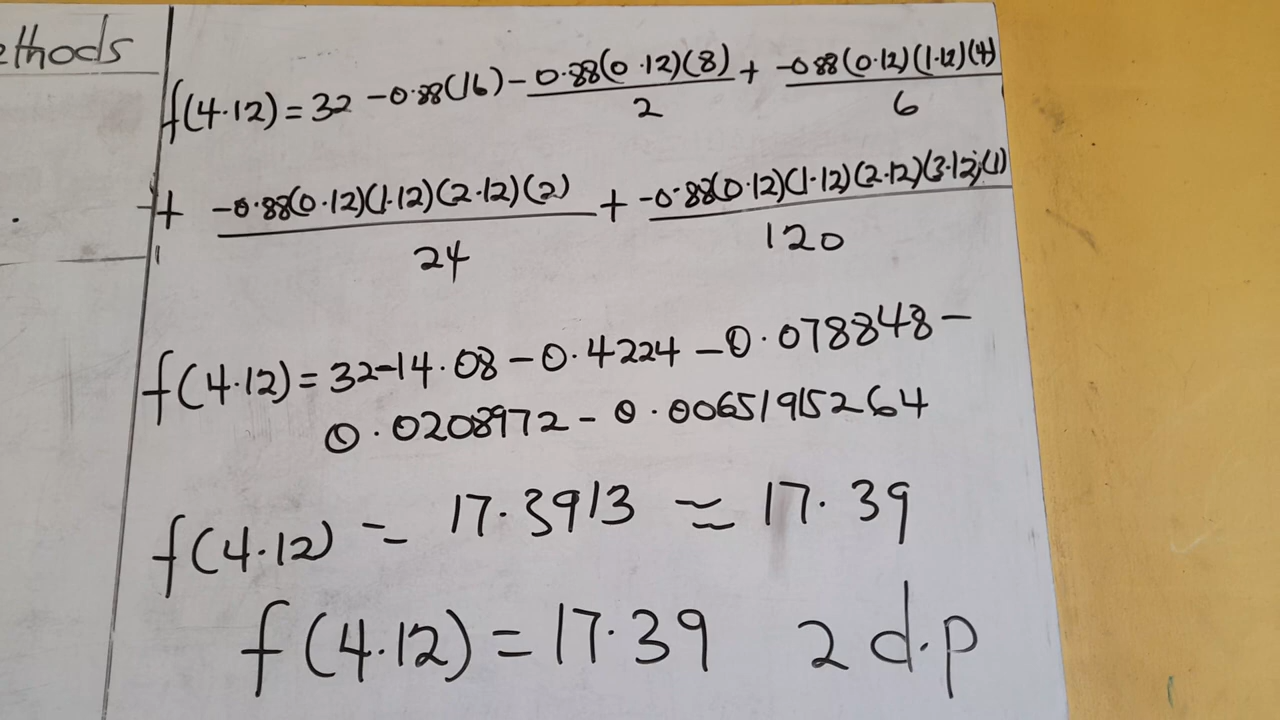 ethods
f(4.12) = 32 -0.88(16) - 0.88(0.12)(8)/2 + -0.88(0.12)(1.12)(4)/6
+ -0.88(0.12)(1.12)(2.12)(2)/24 + -0.88(0.12)(1.12)(2.12)(3.12)(1)/120
f(4.12) = 32-14.08 - 0.4224 - 0.078848 -
0.0208972 - 0.00651915264
f(4.12) = 17.3913 ≈ 17.39
f(4.12) = 17.39 2 d.p